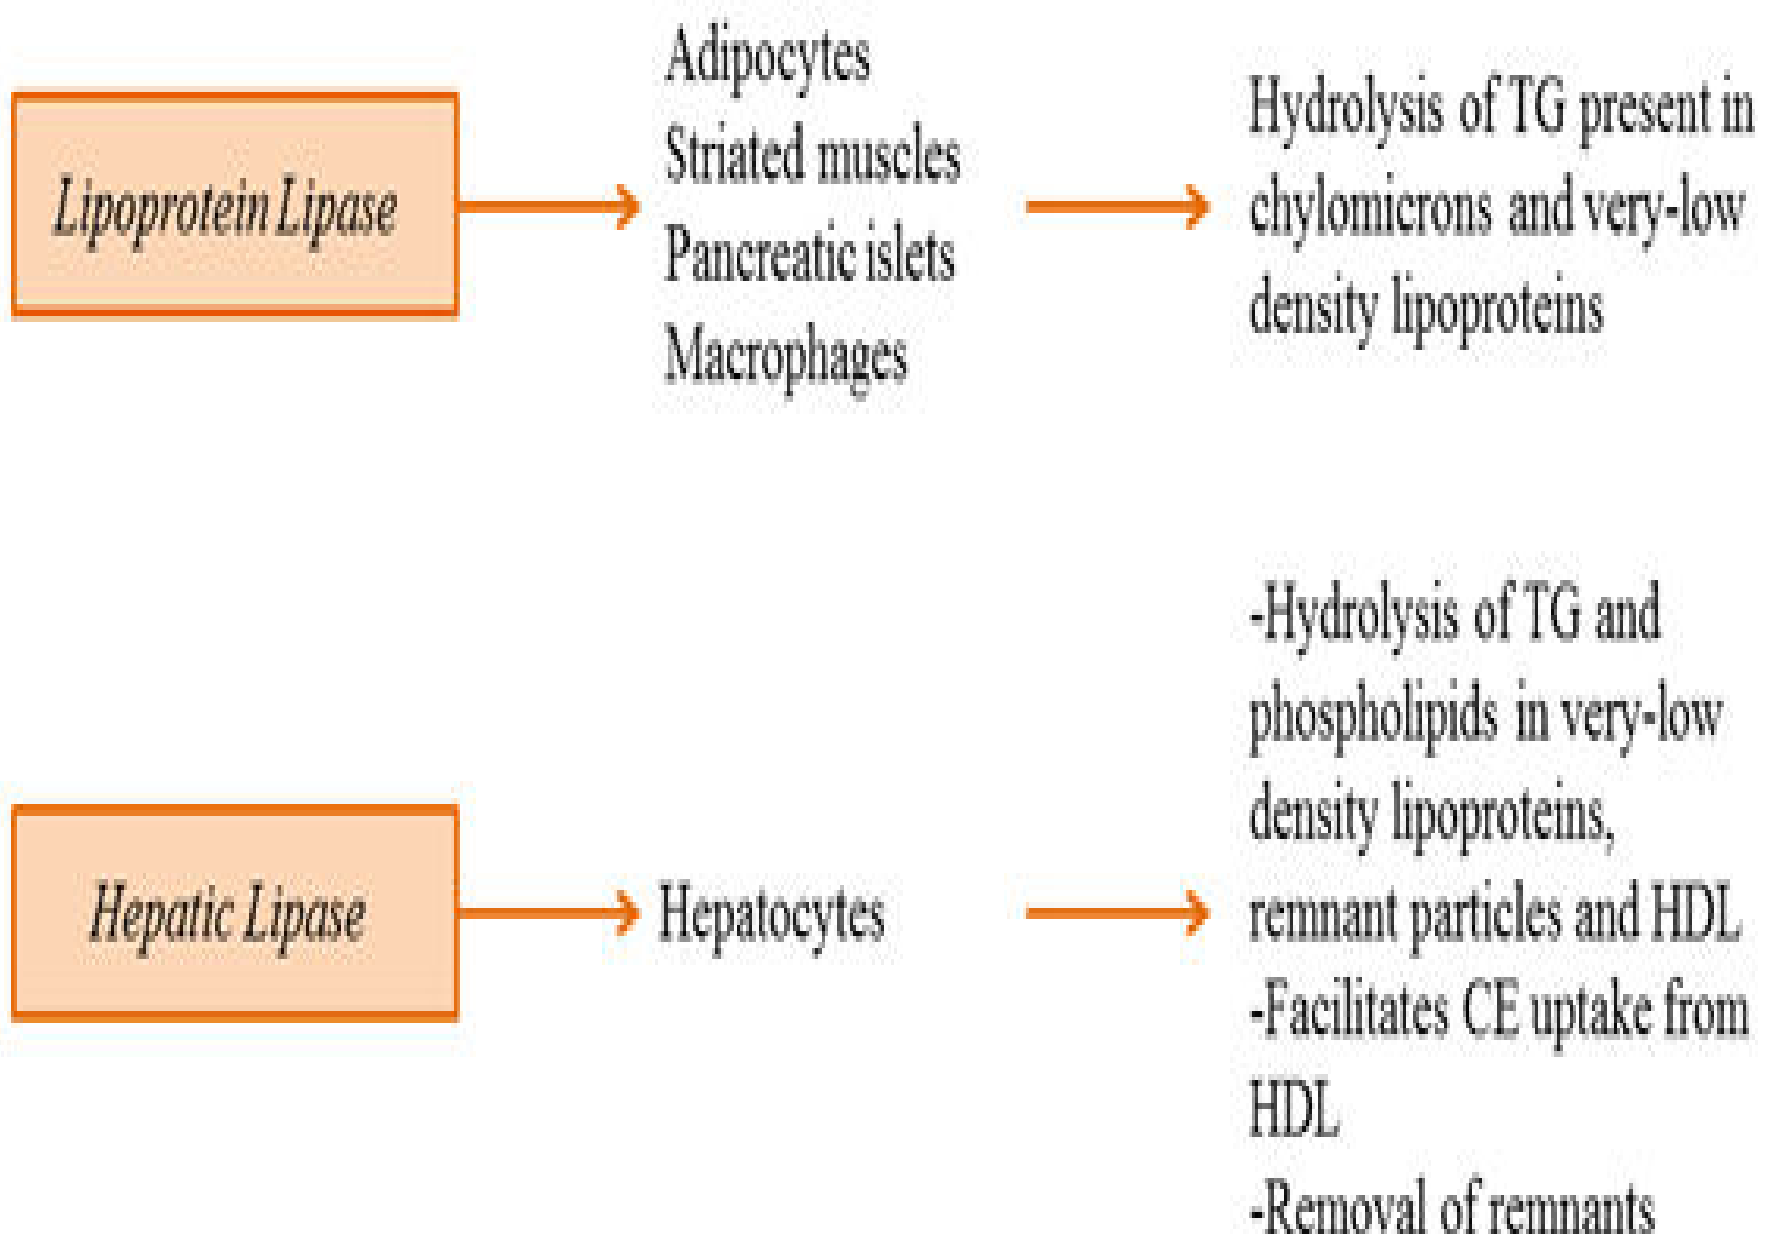 Lipoprotein Lipase
Adipocytes
Striated muscles
Pancreatic islets
Macrophages
Hydrolysis of TG present in
chylomicrons and very-low
density lipoproteins
Hepatic Lipase
Hepatocytes
-Hydrolysis of TG and
phospholipids in very-low
density lipoproteins,
remnant particles and HDL
-Facilitates CE uptake from
HDL
-Removal of remnants